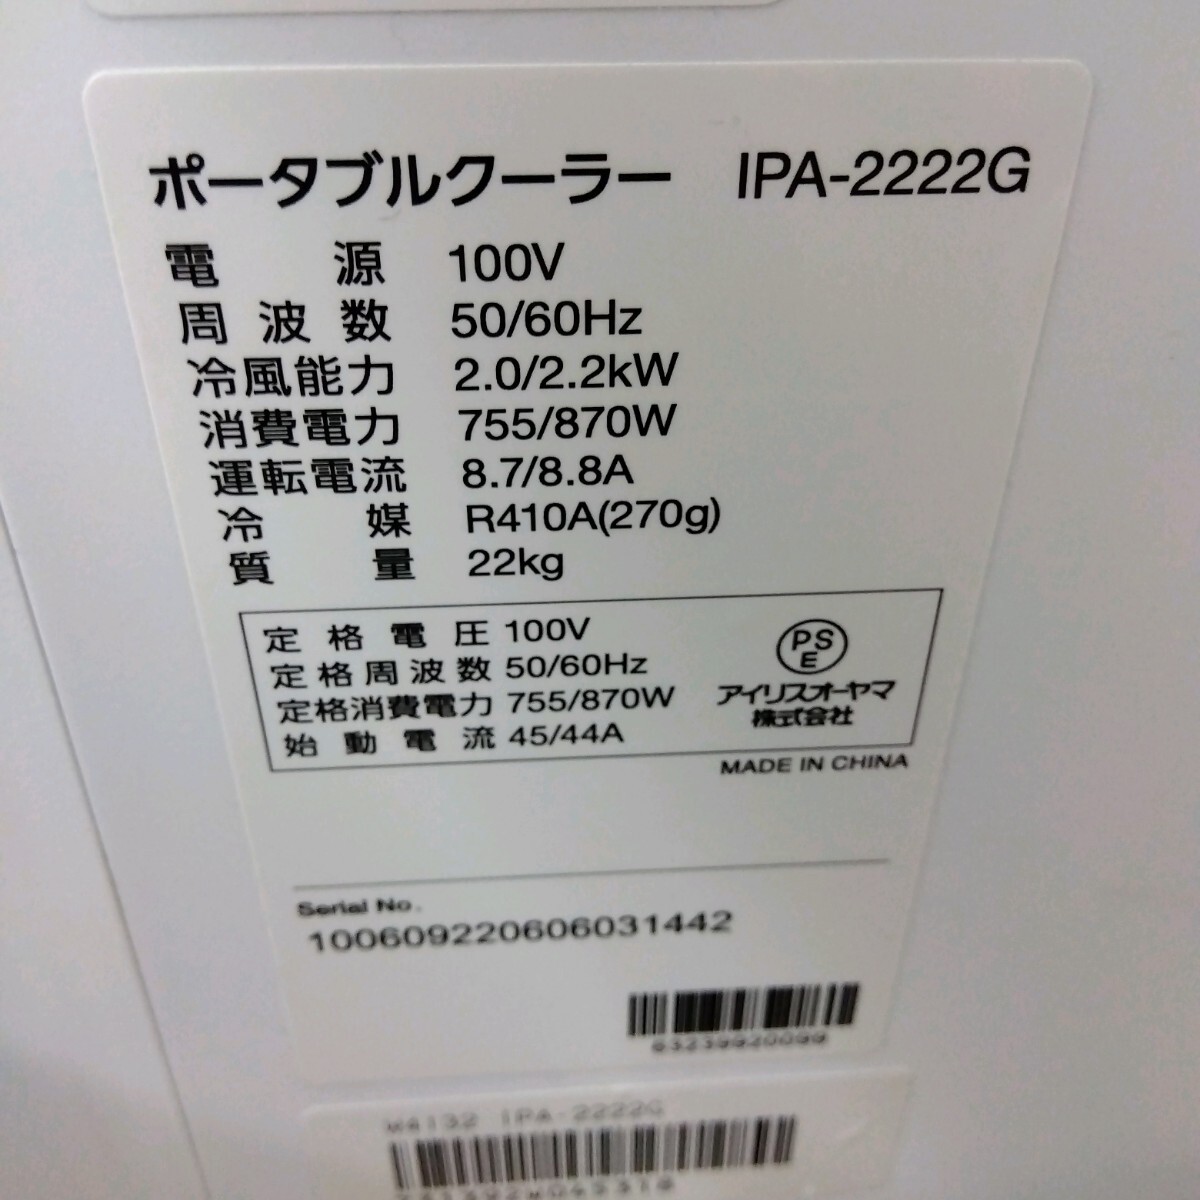 ポータブルクーラー IPA-2222G
電源 100V
周波数 50/60Hz
冷風能力 2.0/2.2kW
消費電力 755/870W
運転電流 8.7/8.8A
冷媒 R410A(270g)
質量 22kg
定格電圧 100V
定格周波数 50/60Hz
定格消費電力 755/870W
始動電流 45/44A
PSE
アイリスオーヤマ
株式会社
MADE IN CHINA
Serial No.
100609220606031442
63239920099
W4132 IPA-2222G